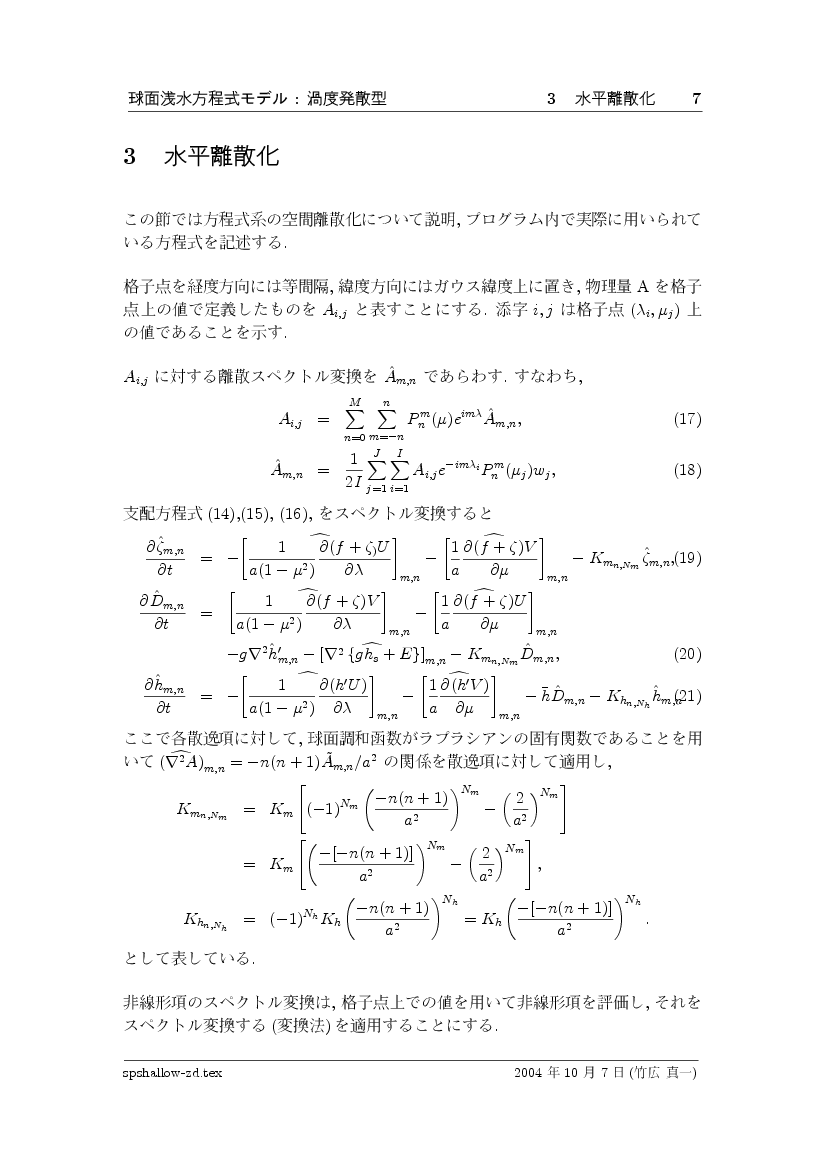 球面浅水方程式モデル : 渦度発散型 3 水平離散化 7
3 水平離散化
この節では方程式系の空間離散化について説明, プログラム内で実際に用いられて
いる方程式を記述する.
格子点を経度方向には等間隔, 緯度方向にはガウス緯度上に置き, 物理量 A を格子
点上の値で定義したものを $A_{i,j}$ と表すことにする. 添字 $i,j$ は格子点 $(\lambda_i, \mu_j)$ 上
の値であることを示す.
$A_{i,j}$ に対する離散スペクトル変換を $\hat{A}_{m,n}$ であらわす. すなわち,
$A_{i,j} = \sum_{n=0}^{M} \sum_{m=-n}^{n} P_n^m(\mu) e^{im\lambda} \hat{A}_{m,n},$ (17)
$\hat{A}_{m,n} = \frac{1}{2I} \sum_{j=1}^{J} \sum_{i=1}^{I} A_{i,j} e^{-im\lambda_i} P_n^m(\mu_j) w_j,$ (18)
支配方程式 (14),(15), (16), をスペクトル変換すると
$\frac{\partial \hat{\zeta}_{m,n}}{\partial t} = -\left[ \widehat{\frac{1}{a(1-\mu^2)} \frac{\partial (f+\zeta)U}{\partial \lambda}} \right]_{m,n} - \left[ \widehat{\frac{1}{a} \frac{\partial (f+\zeta)V}{\partial \mu}} \right]_{m,n} - K_{m_{n,N_m}} \hat{\zeta}_{m,n},$(19)
$\frac{\partial \hat{D}_{m,n}}{\partial t} = \left[ \widehat{\frac{1}{a(1-\mu^2)} \frac{\partial (f+\zeta)V}{\partial \lambda}} \right]_{m,n} - \left[ \widehat{\frac{1}{a} \frac{\partial (f+\zeta)U}{\partial \mu}} \right]_{m,n}$
$-g\nabla^2 \hat{h}'_{m,n} - [\widehat{\nabla^2 \{gh_s + E\}}]_{m,n} - K_{m_{n,N_m}} \hat{D}_{m,n},$ (20)
$\frac{\partial \hat{h}_{m,n}}{\partial t} = -\left[ \widehat{\frac{1}{a(1-\mu^2)} \frac{\partial (h'U)}{\partial \lambda}} \right]_{m,n} - \left[ \widehat{\frac{1}{a} \frac{\partial (h'V)}{\partial \mu}} \right]_{m,n} - \bar{h} \hat{D}_{m,n} - K_{h_{n,N_h}} \hat{h}_{m,n}$(21)
ここで各散逸項に対して, 球面調和函数がラプラシアンの固有関数であることを用
いて $(\widehat{\nabla^2 A})_{m,n} = -n(n+1)\tilde{A}_{m,n}/a^2$ の関係を散逸項に対して適用し,
$K_{m_{n,N_m}} = K_m \left[ (-1)^{N_m} \left( \frac{-n(n+1)}{a^2} \right)^{N_m} - \left( \frac{2}{a^2} \right)^{N_m} \right]$
$= K_m \left[ \left( \frac{-[-n(n+1)]}{a^2} \right)^{N_m} - \left( \frac{2}{a^2} \right)^{N_m} \right],$
$K_{h_{n,N_h}} = (-1)^{N_h} K_h \left( \frac{-n(n+1)}{a^2} \right)^{N_h} = K_h \left( \frac{-[-n(n+1)]}{a^2} \right)^{N_h}.$
として表している.
非線形項のスペクトル変換は, 格子点上での値を用いて非線形項を評価し, それを
スペクトル変換する (変換法) を適用することにする.
spshallow-zd.tex 2004 年 10 月 7 日 (竹広 真一)